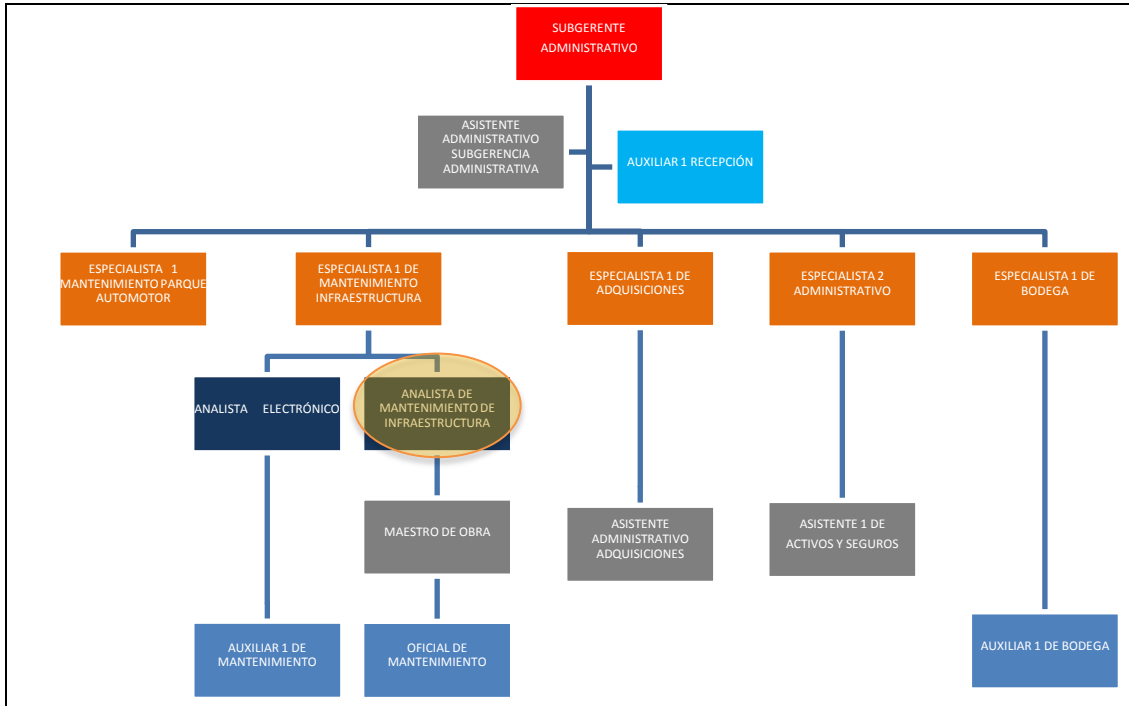 SUBGERENTE
ADMINISTRATIVO
ASISTENTE
ADMINISTRATIVO
SUBGERENCIA
ADMINISTRATIVA
AUXILIAR 1 RECEPCIÓN
ESPECIALISTA 1
MANTENIMIENTO PARQUE
AUTOMOTOR
ESPECIALISTA 1 DE
MANTENIMIENTO
INFRAESTRUCTURA
ESPECIALISTA 1 DE
ADQUISICIONES
ESPECIALISTA 2
ADMINISTRATIVO
ESPECIALISTA 1 DE
BODEGA
ANALISTA ELECTRÓNICO
ANALISTA DE
MANTENIMIENTO DE
INFRAESTRUCTURA
MAESTRO DE OBRA
ASISTENTE
ADMINISTRATIVO
ADQUISICIONES
ASISTENTE 1 DE
ACTIVOS Y SEGUROS
AUXILIAR 1 DE
MANTENIMIENTO
OFICIAL DE
MANTENIMIENTO
AUXILIAR 1 DE BODEGA